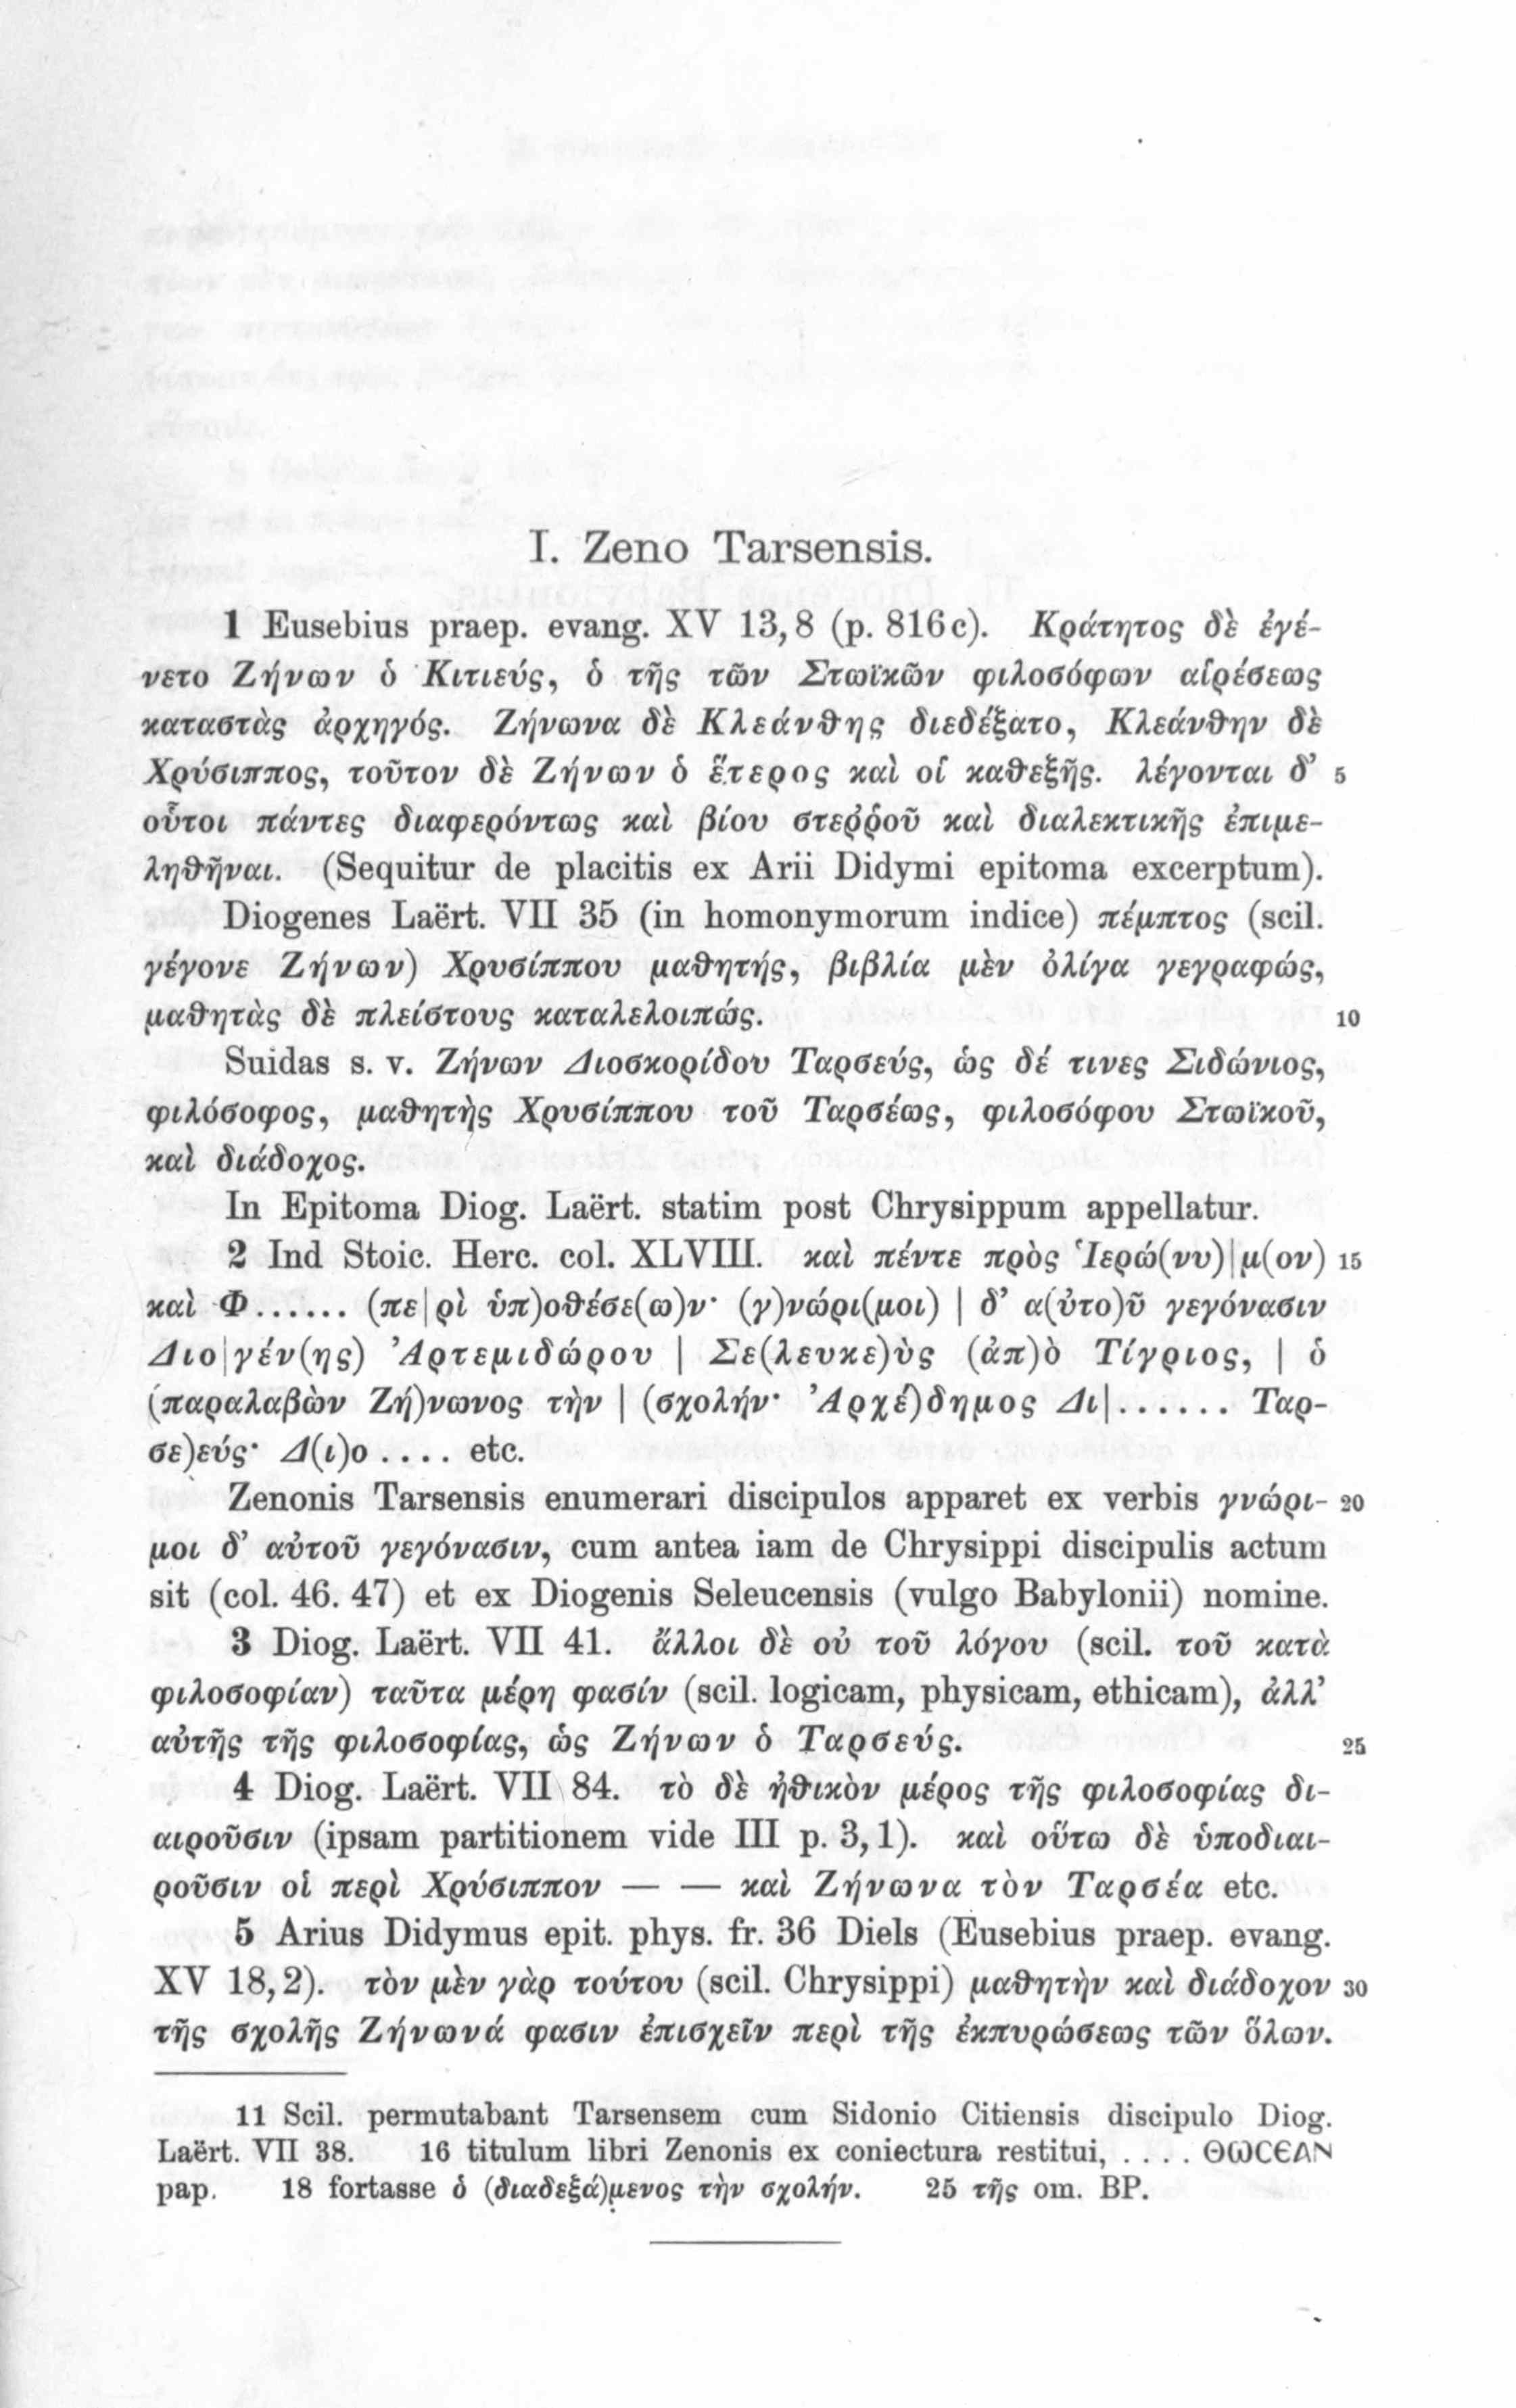 I. Zeno Tarsensis.
1 Eusebius praep. evang. XV 13,8 (p. 816c). Κράτητος δὲ ἐγέ-
νετο Ζήνων ὁ Κιτιεύς, ὁ τῆς τῶν Στωϊκῶν φιλοσόφων αἱρέσεως
καταστὰς ἀρχηγός. Ζήνωνα δὲ Κλεάνθης διεδέξατο, Κλεάνθην δὲ
Χρύσιππος, τοῦτον δὲ Ζήνων ὁ ἕτερος καὶ οἱ καθεξῆς. λέγονται δ’ 5
οὗτοι πάντες διαφερόντως καὶ βίου στεῤῥοῦ καὶ διαλεκτικῆς ἐπιμε-
ληθῆναι. (Sequitur de placitis ex Arii Didymi epitoma excerptum).
Diogenes Laërt. VII 35 (in homonymorum indice) πέμπτος (scil.
γέγονε Ζήνων) Χρυσίππου μαθητής, βιβλία μὲν ὀλίγα γεγραφώς,
μαθητὰς δὲ πλείστους καταλελοιπώς. 10
Suidas s. v. Ζήνων Διοσκορίδου Ταρσεύς, ὡς δέ τινες Σιδώνιος,
φιλόσοφος, μαθητὴς Χρυσίππου τοῦ Ταρσέως, φιλοσόφου Στωϊκοῦ,
καὶ διάδοχος.
In Epitoma Diog. Laërt. statim post Chrysippum appellatur.
2 Ind Stoic. Herc. col. XLVIII. καὶ πέντε πρὸς Ἱερώ(νυ)|μ(ον) 15
καὶ Φ...... (πε|ρὶ ὑπ)οθέσε(ω)ν· (γ)νώρι(μοι) | δ’ α(ὐτο)ῦ γεγόνασιν
Διο|γέν(ης) Ἀρτεμιδώρου | Σε(λευκε)ὺς (ἀπ)ὸ Τίγριος, | ὁ
(παραλαβὼν Ζή)νωνος τὴν | (σχολήν· Ἀρχέ)δημος Δι|...... Ταρ-
σε)εύς· Δ(ι)ο .... etc.
Zenonis Tarsensis enumerari discipulos apparet ex verbis γνώρι- 20
μοι δ’ αὐτοῦ γεγόνασιν, cum antea iam de Chrysippi discipulis actum
sit (col. 46. 47) et ex Diogenis Seleucensis (vulgo Babylonii) nomine.
3 Diog. Laërt. VII 41. ἄλλοι δὲ οὐ τοῦ λόγου (scil. τοῦ κατὰ
φιλοσοφίαν) ταῦτα μέρη φασίν (scil. logicam, physicam, ethicam), ἀλλ’
αὐτῆς τῆς φιλοσοφίας, ὡς Ζήνων ὁ Ταρσεύς. 25
4 Diog. Laërt. VII 84. τὸ δὲ ἠθικὸν μέρος τῆς φιλοσοφίας δι-
αιροῦσιν (ipsam partitionem vide III p. 3,1). καὶ οὕτω δὲ ὑποδιαι-
ροῦσιν οἱ περὶ Χρύσιππον — — καὶ Ζήνωνα τὸν Ταρσέα etc.
5 Arius Didymus epit. phys. fr. 36 Diels (Eusebius praep. evang.
XV 18,2). τὸν μὲν γὰρ τούτου (scil. Chrysippi) μαθητὴν καὶ διάδοχον 30
τῆς σχολῆς Ζήνωνά φασιν ἐπισχεῖν περὶ τῆς ἐκπυρώσεως τῶν ὅλων.
11 Scil. permutabant Tarsensem cum Sidonio Citiensis discipulo Diog.
Laërt. VII 38. 16 titulum libri Zenonis ex coniectura restitui, .... ΘΩϹЄΛΝ
pap. 18 fortasse ὁ (διαδεξά)μενος τὴν σχολήν. 25 τῆς om. BP.